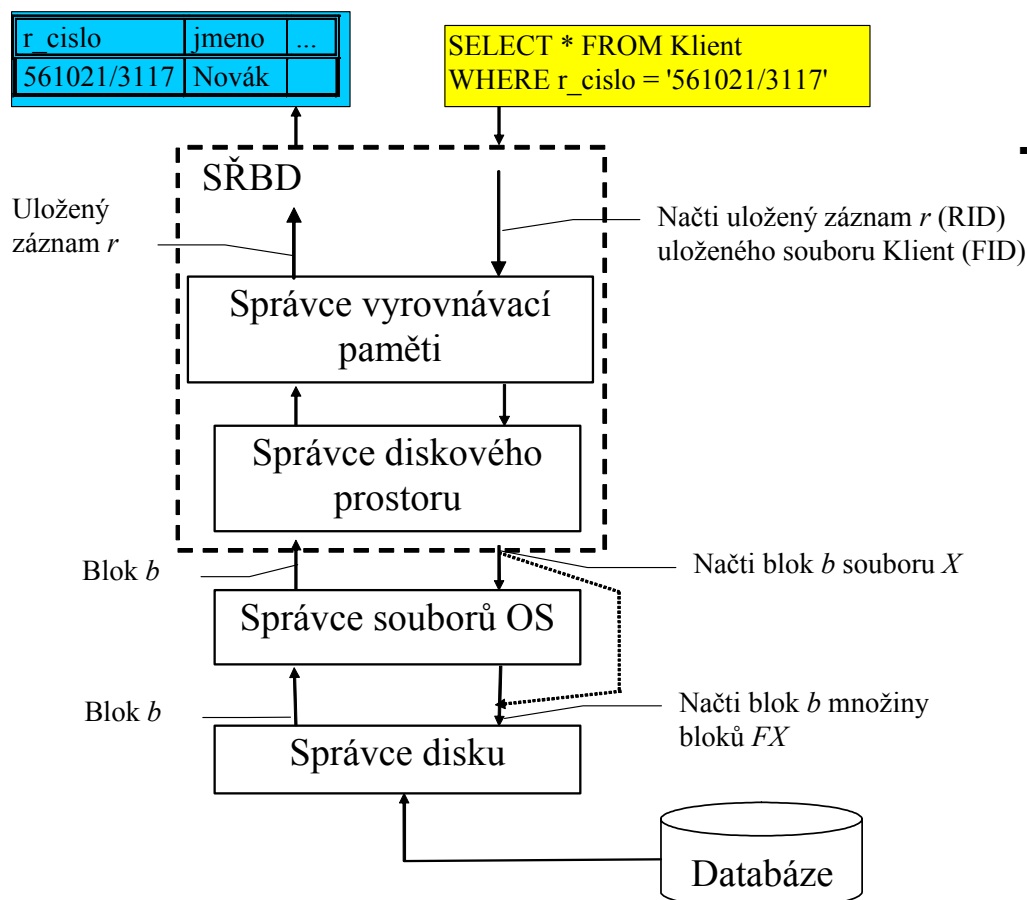 r_cislo jmeno ...
561021/3117 Novák
SELECT * FROM Klient
WHERE r_cislo = '561021/3117'
SŘBD
Uložený
záznam r
Načti uložený záznam r (RID)
uloženého souboru Klient (FID)
Správce vyrovnávací
paměti
Správce diskového
prostoru
Blok b
Načti blok b souboru X
Správce souborů OS
Blok b
Načti blok b množiny
bloků FX
Správce disku
Databáze